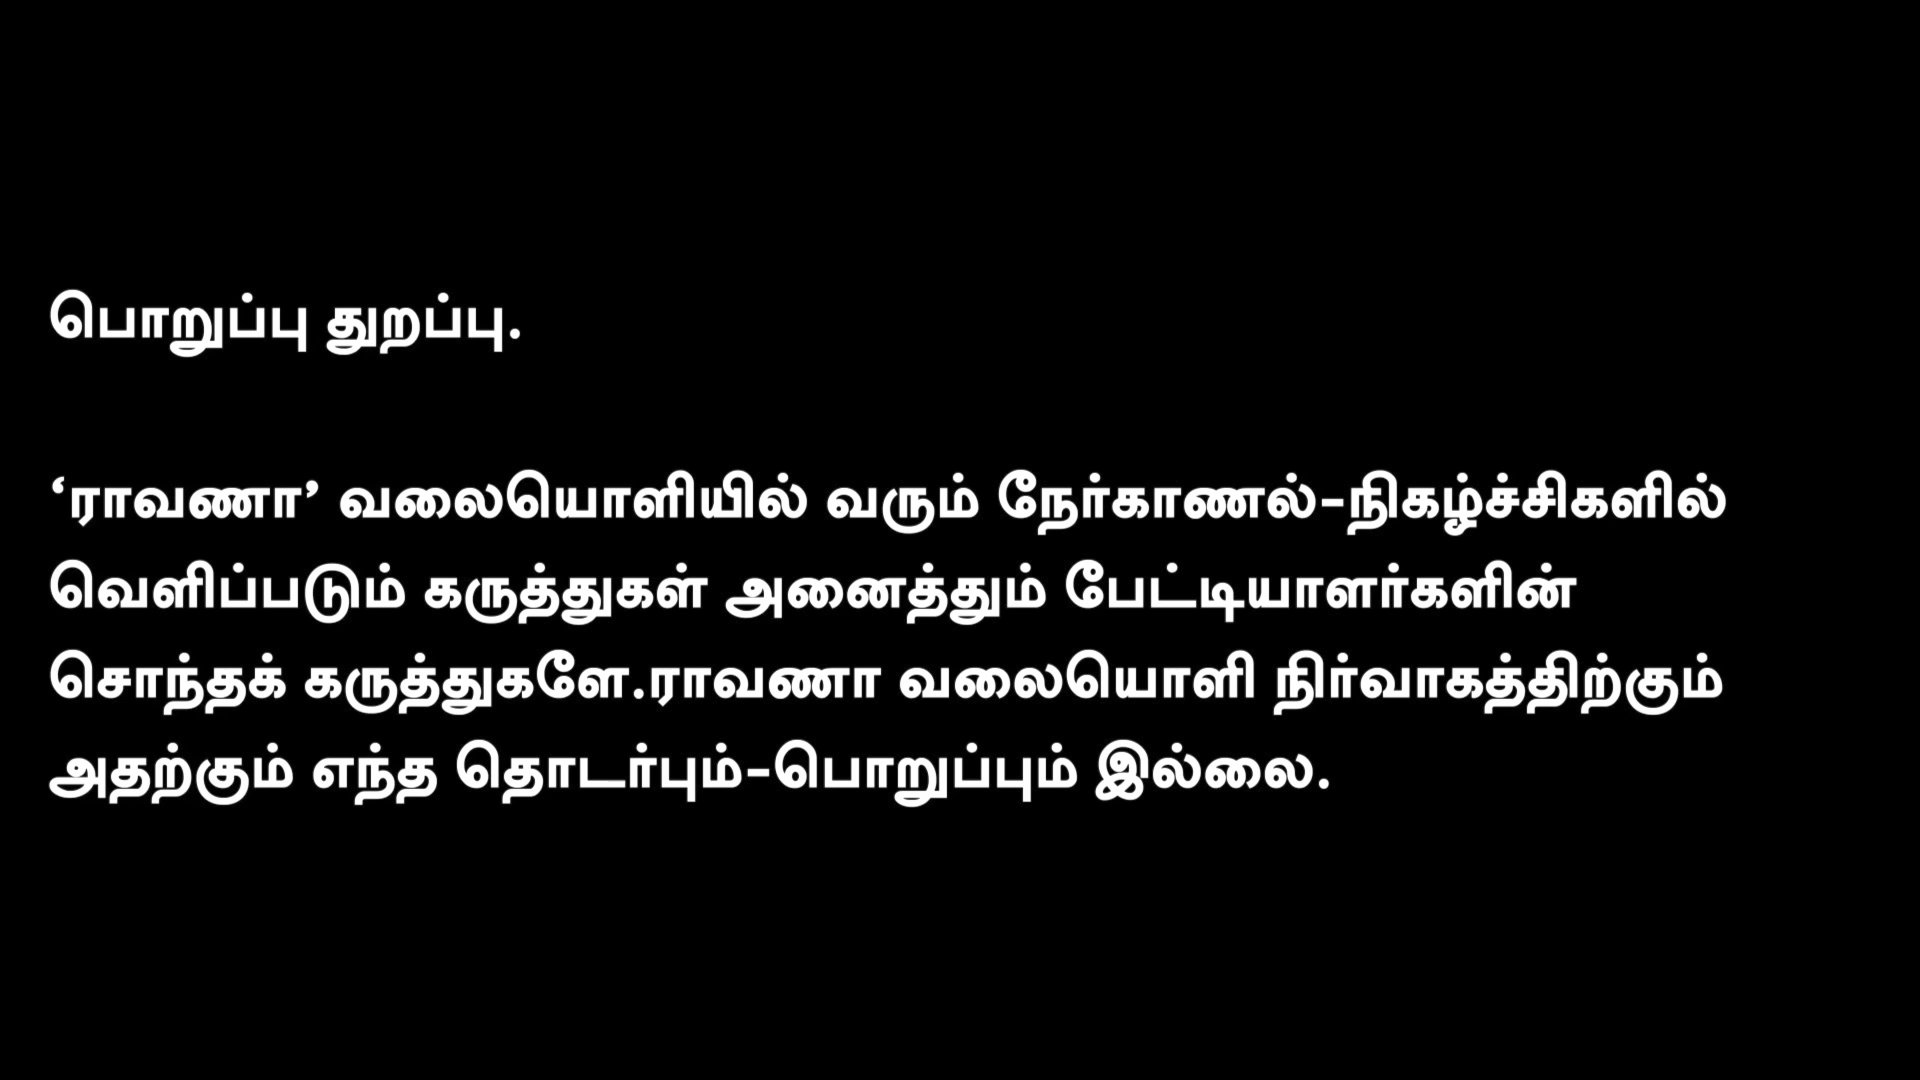 பொறுப்பு துறப்பு.
‘ராவணா’ வலையொளியில் வரும் நேர்காணல்-நிகழ்ச்சிகளில்
வெளிப்படும் கருத்துகள் அனைத்தும் பேட்டியாளர்களின்
சொந்தக் கருத்துகளே.ராவணா வலையொளி நிர்வாகத்திற்கும்
அதற்கும் எந்த தொடர்பும்-பொறுப்பும் இல்லை.